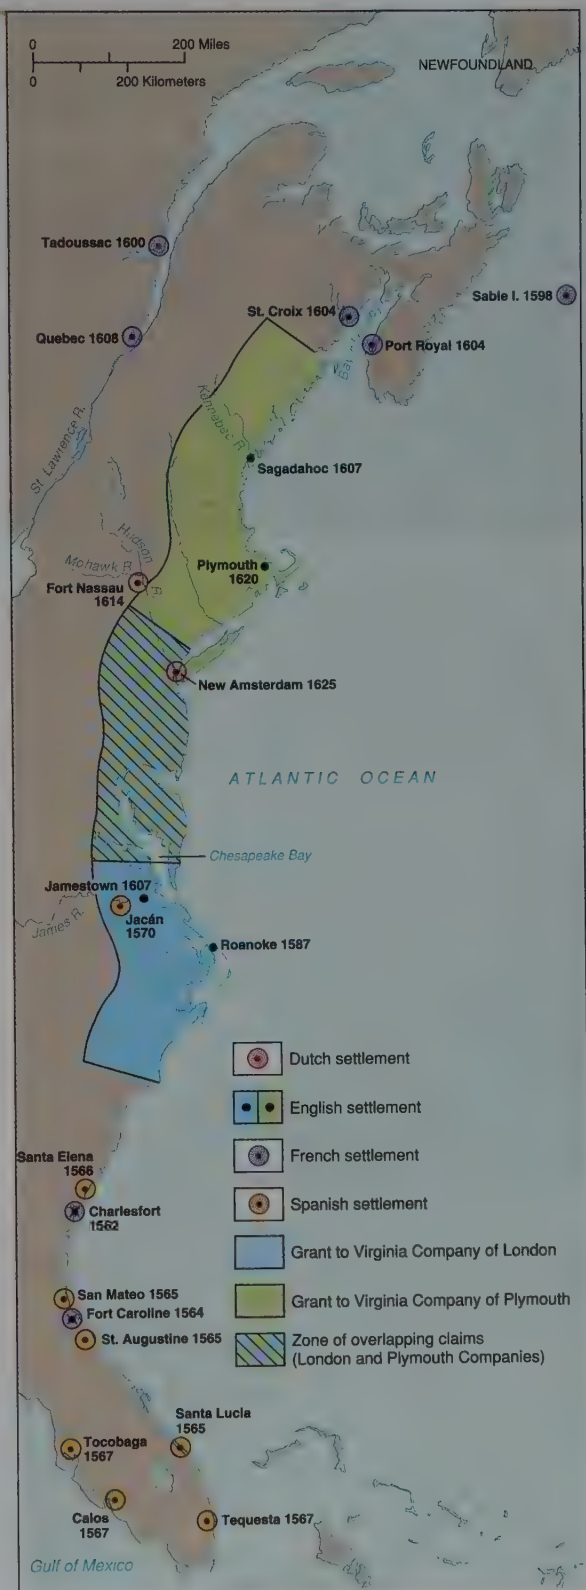 0 200 Miles
0 200 Kilometers
NEWFOUNDLAND
Tadoussac 1600
Sable I. 1598
St. Croix 1604
Quebec 1608
Port Royal 1604
Bay
Kennebec R.
St. Lawrence R.
Sagadahoc 1607
Hudson
R.
Mohawk R.
Plymouth
1620
Fort Nassau
1614
New Amsterdam 1625
ATLANTIC OCEAN
Chesapeake Bay
Jamestown 1607
Jacán
1570
James R.
Roanoke 1587
Dutch settlement
English settlement
French settlement
Spanish settlement
Grant to Virginia Company of London
Grant to Virginia Company of Plymouth
Zone of overlapping claims
(London and Plymouth Companies)
Santa Elena
1566
Charlesfort
1562
San Mateo 1565
Fort Caroline 1564
St. Augustine 1565
Santa Lucia
1565
Tocobaga
1567
Calos
1567
Tequesta 1567
Gulf of Mexico